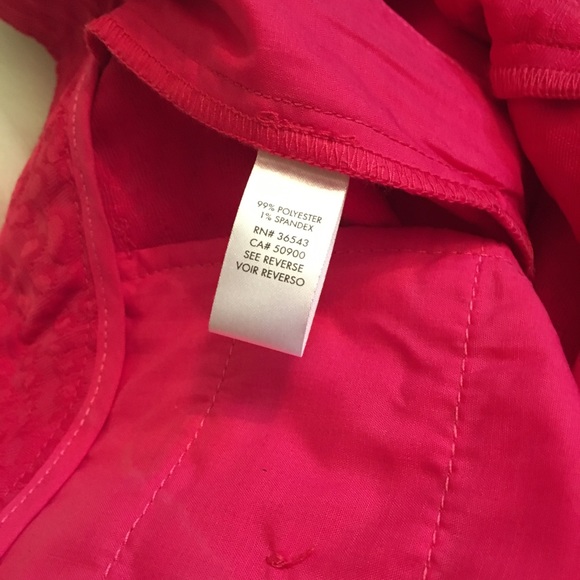 99% POLYESTER
1% SPANDEX
RN# 36543
CA# 50900
SEE REVERSE
VOIR REVERSO